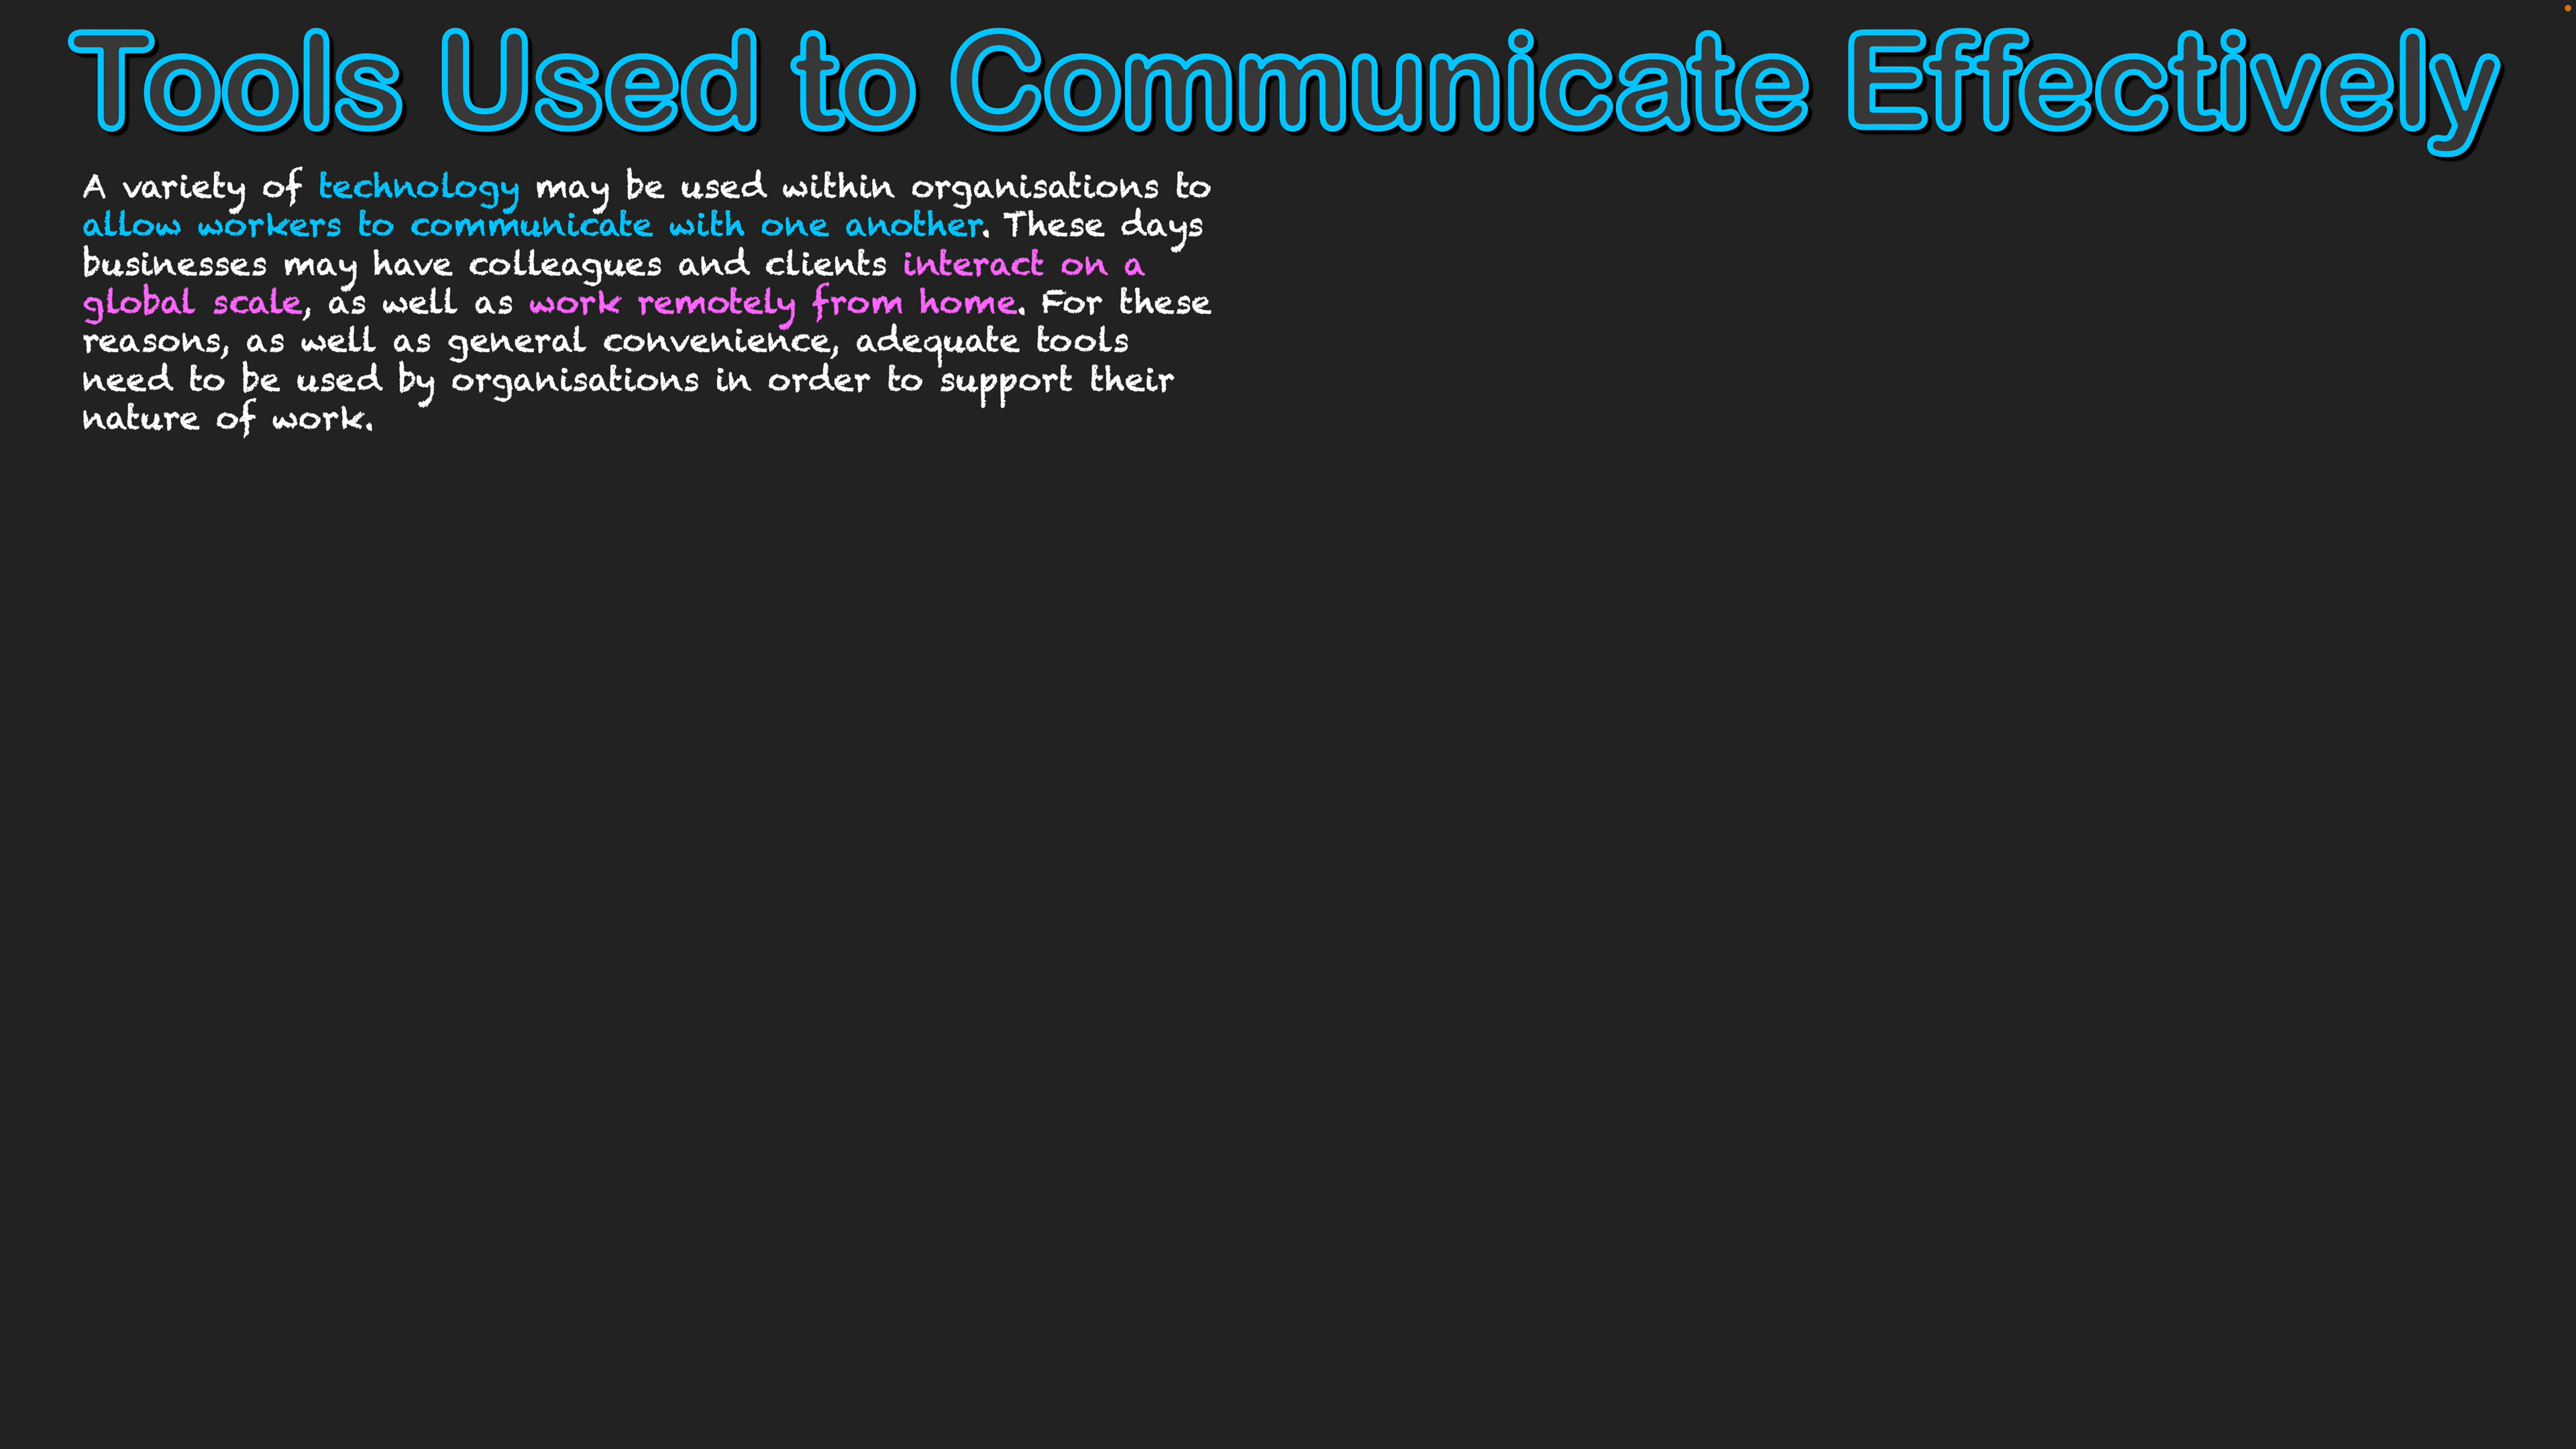 Tools Used to Communicate Effectively
A variety of technology may be used within organisations to
allow workers to communicate with one another. These days
businesses may have colleagues and clients interact on a
global scale, as well as work remotely from home. For these
reasons, as well as general convenience, adequate tools
need to be used by organisations in order to support their
nature of work.